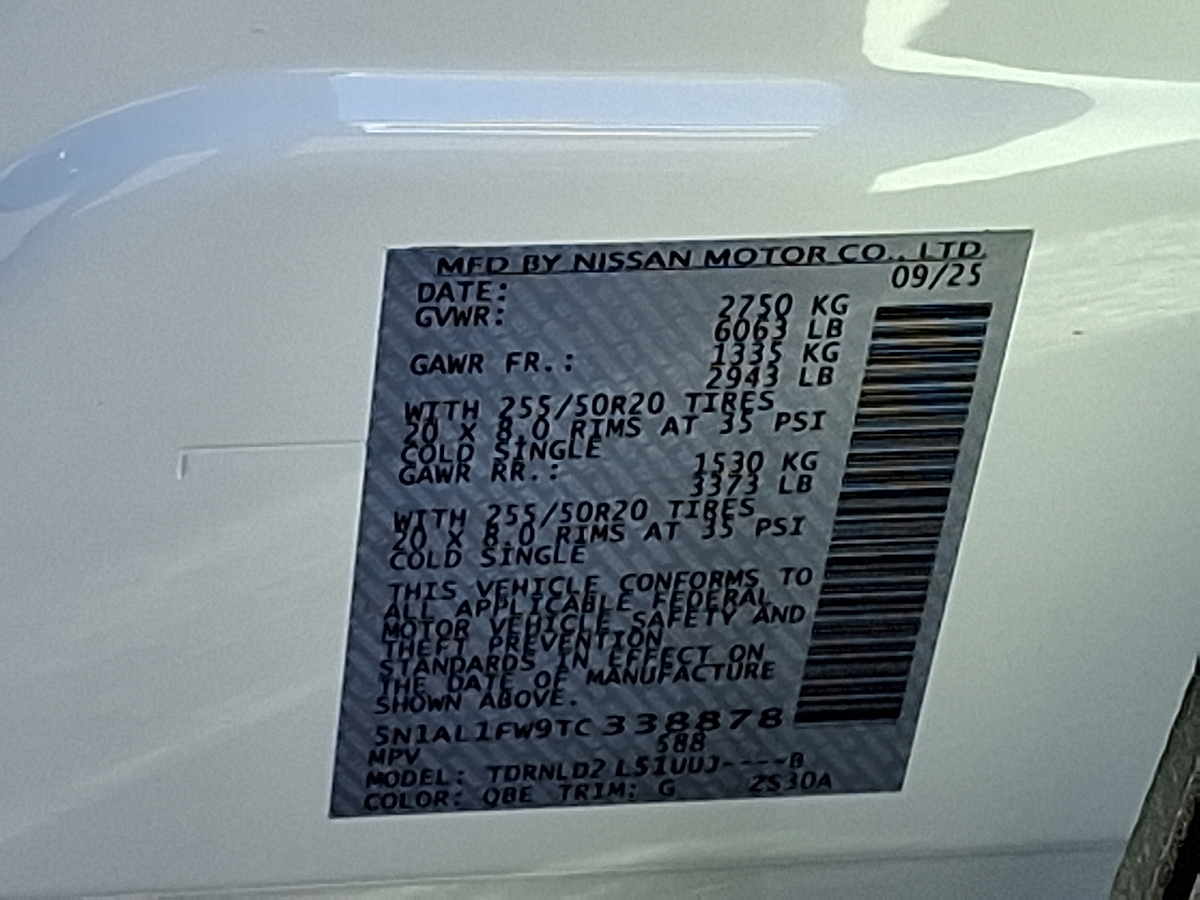 MFD BY NISSAN MOTOR CO., LTD.
DATE: 09/25
GVWR: 2750 KG
6063 LB
GAWR FR.: 1335 KG
2943 LB
WITH 255/50R20 TIRES
20 X 8.0 RIMS AT 35 PSI
COLD SINGLE
GAWR RR.: 1530 KG
3373 LB
WITH 255/50R20 TIRES
20 X 8.0 RIMS AT 35 PSI
COLD SINGLE
THIS VEHICLE CONFORMS TO
ALL APPLICABLE FEDERAL
MOTOR VEHICLE SAFETY AND
THEFT PREVENTION
STANDARDS IN EFFECT ON
THE DATE OF MANUFACTURE
SHOWN ABOVE.
5N1AL1FW9TC338878
MPV 588
MODEL:
COLOR: QBE TRIM: G ZS30A